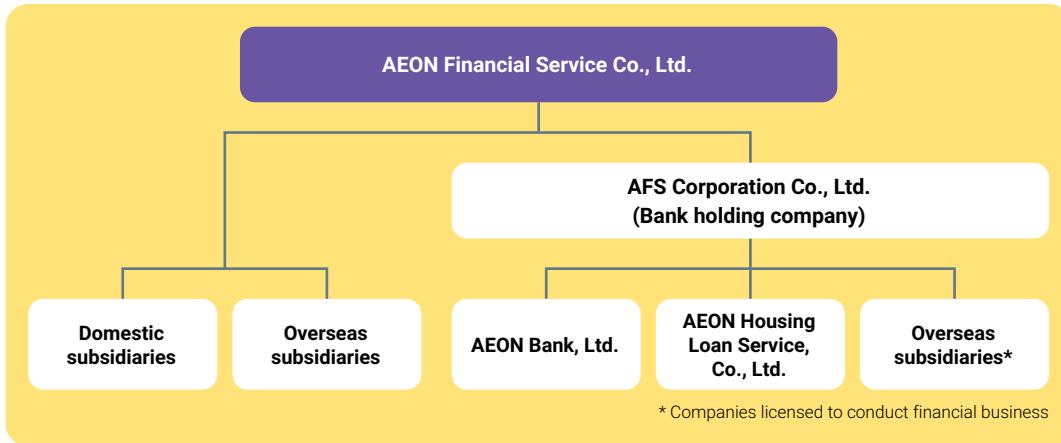 AEON Financial Service Co., Ltd.
AFS Corporation Co., Ltd.
(Bank holding company)
Domestic
subsidiaries
Overseas
subsidiaries
AEON Bank, Ltd.
AEON Housing
Loan Service,
Co., Ltd.
Overseas
subsidiaries*
* Companies licensed to conduct financial business